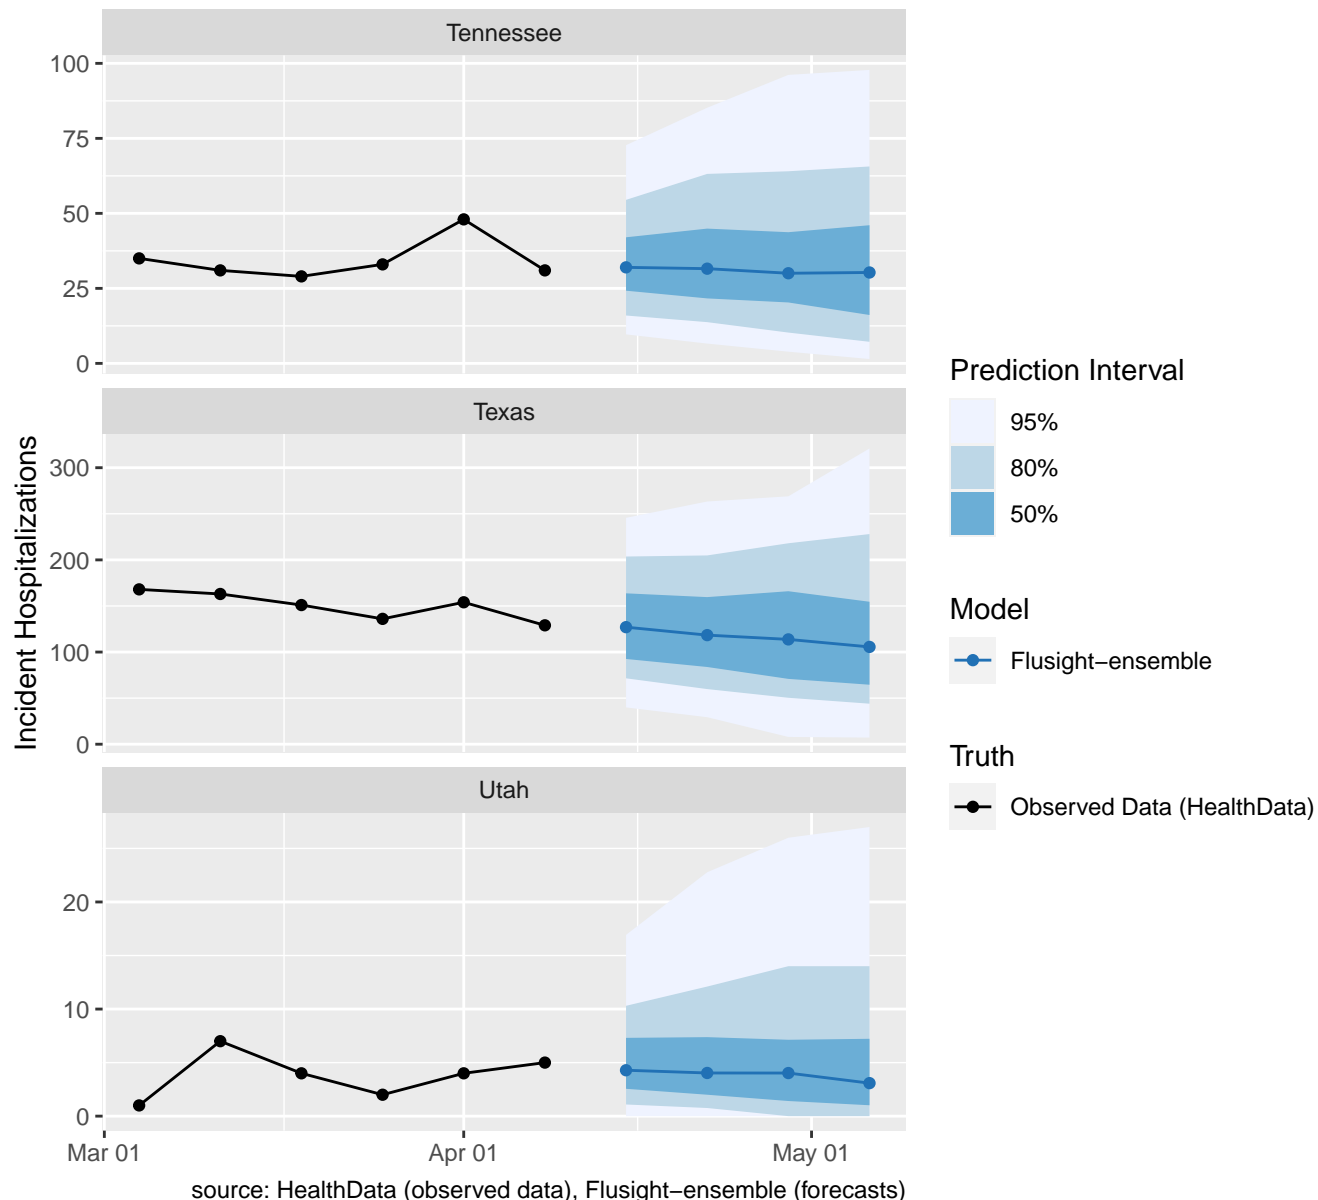 Tennessee
100
75
50
25
0
Texas
300
200
100
0
Utah
20
10
0
Mar 01
Apr 01
May 01
Incident Hospitalizations
Prediction Interval
95%
80%
50%
Model
Flusight−ensemble
Truth
Observed Data (HealthData)
source: HealthData (observed data), Flusight−ensemble (forecasts)